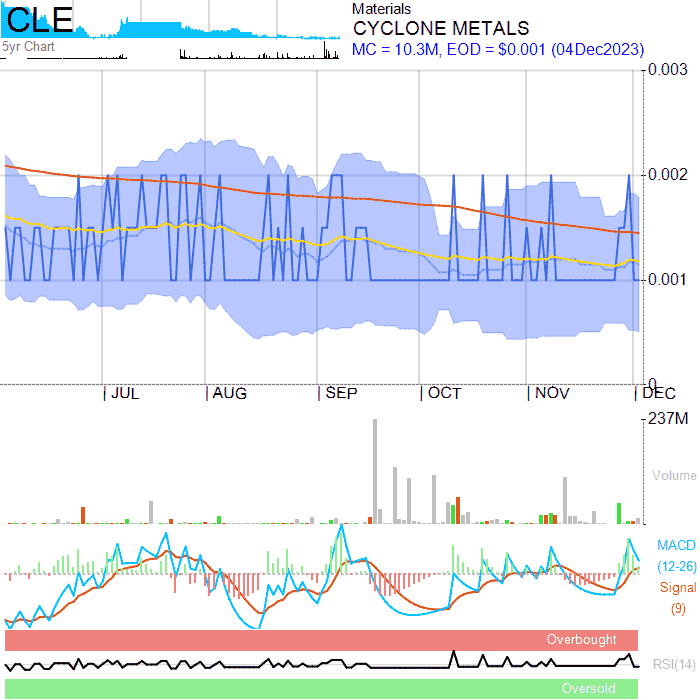 CLE
5yr Chart
Materials
CYCLONE METALS
MC = 10.3M, EOD = $0.001 (04Dec2023)
0.003
0.002
0.001
0
| JUL | AUG | SEP | OCT | NOV | DEC
237M
Volume
MACD
(12-26)
Signal
(9)
Overbought
RSI(14)
Oversold